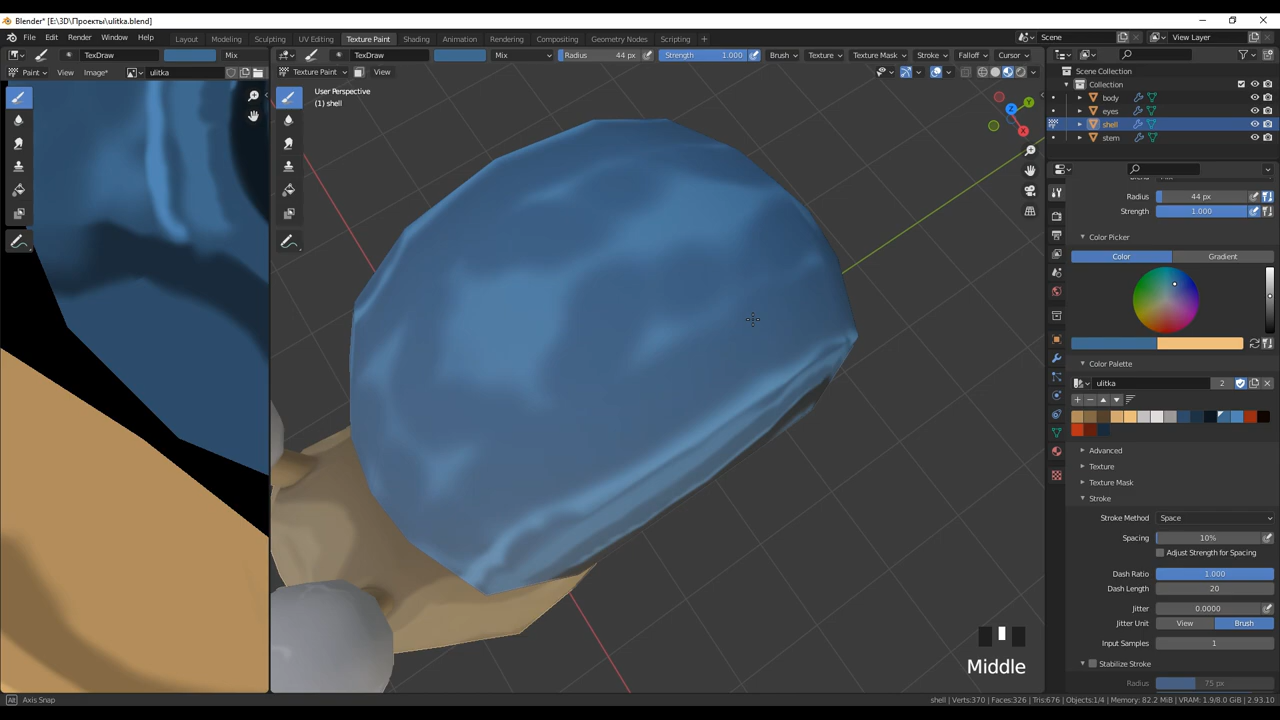 Blender* [E:\3D\Проекты\ulitka.blend]
File Edit Render Window Help Layout Modeling Sculpting UV Editing Texture Paint Shading Animation Rendering Compositing Geometry Nodes Scripting + Scene View Layer
TexDraw Mix TexDraw Mix Radius 44 px Strength 1.000 Brush Texture Texture Mask Stroke Falloff Cursor
Paint View Image* ulitka Texture Paint View
Scene Collection
Collection
body
eyes
shell
stem
User Perspective
(1) shell
Radius 44 px
Strength 1.000
Color Picker
Color Gradient
Color Palette
ulitka 2
Advanced
Texture
Texture Mask
Stroke
Stroke Method Space
Spacing 10%
Adjust Strength for Spacing
Dash Ratio 1.000
Dash Length 20
Jitter 0.0000
Jitter Unit View Brush
Input Samples 1
Stabilize Stroke
Radius 75 px
Middle
Alt Axis Snap
shell | Verts:370 | Faces:326 | Tris:676 | Objects:1/4 | Memory: 82.2 MiB | VRAM: 1.9/8.0 GiB | 2.93.10